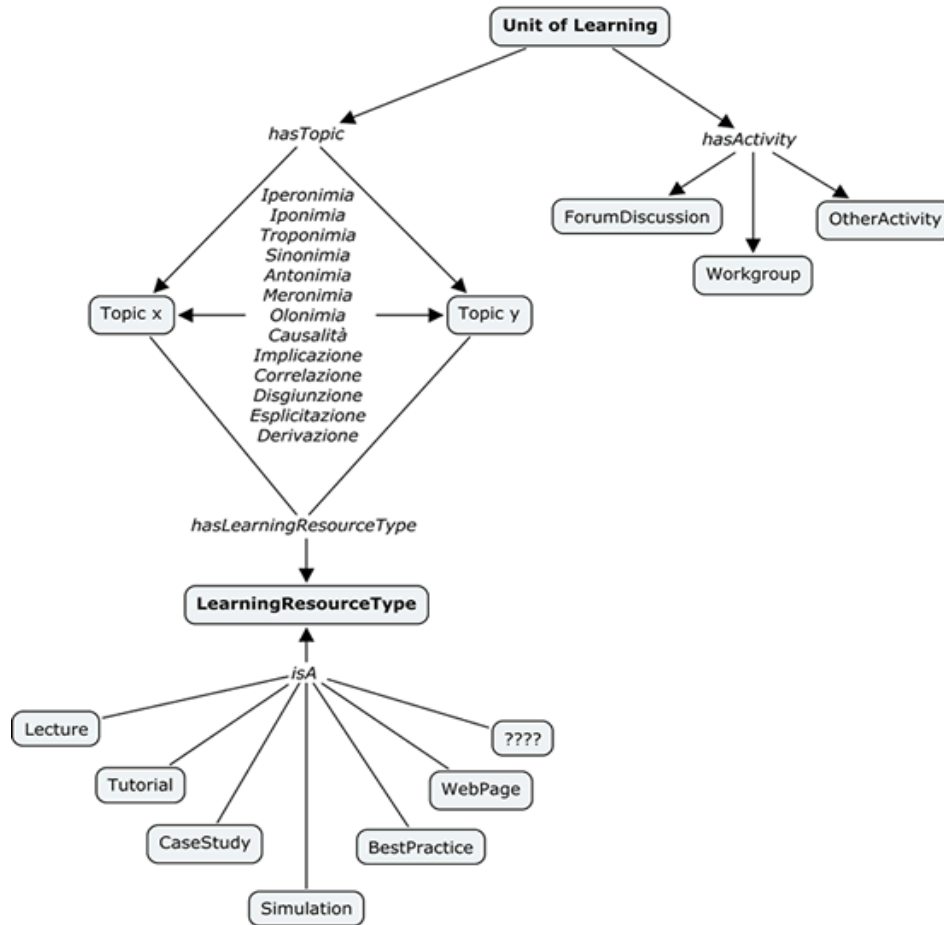 Unit of Learning
hasTopic
hasActivity
Iperonimia
Iponimia
Troponimia
Sinonimia
Antonimia
Meronimia
Olonimia
Causalità
Implicazione
Correlazione
Disgiunzione
Esplicitazione
Derivazione
ForumDiscussion
OtherActivity
Workgroup
Topic x
Topic y
hasLearningResourceType
LearningResourceType
isA
Lecture
????
Tutorial
WebPage
CaseStudy
BestPractice
Simulation